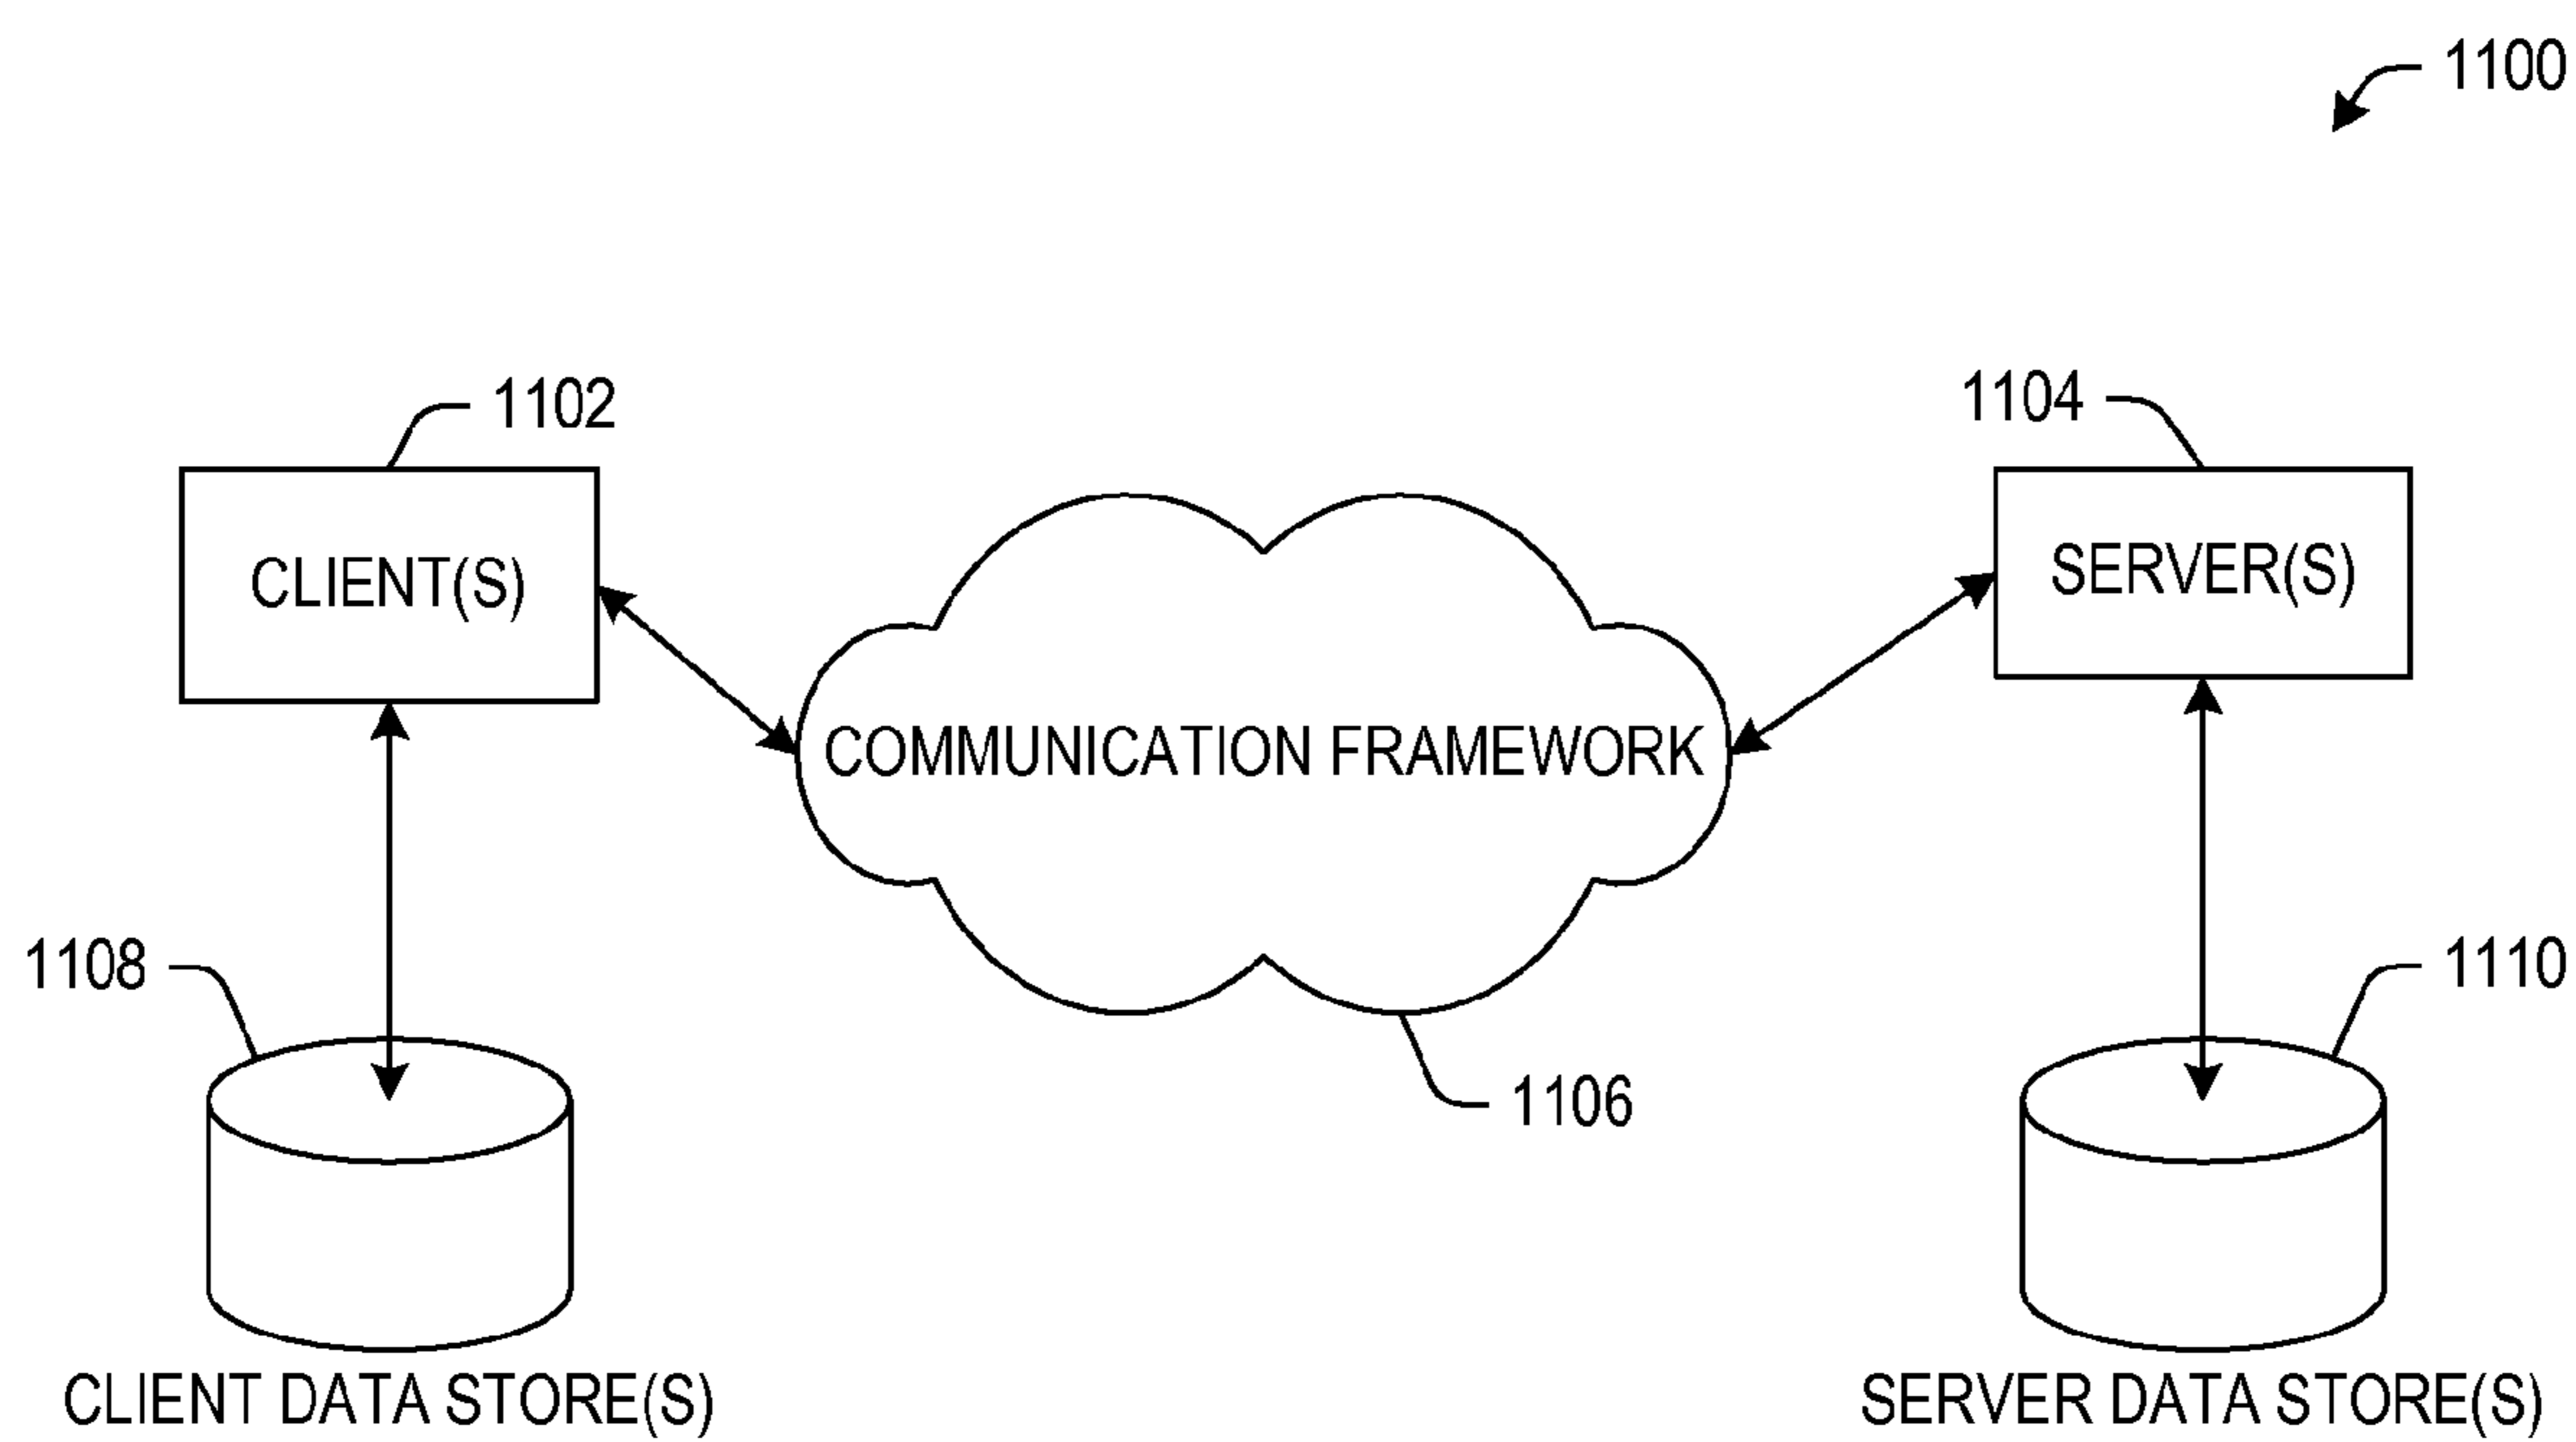 1100
1102
1104
CLIENT(S)
SERVER(S)
COMMUNICATION FRAMEWORK
1108
1110
1106
CLIENT DATA STORE(S)
SERVER DATA STORE(S)